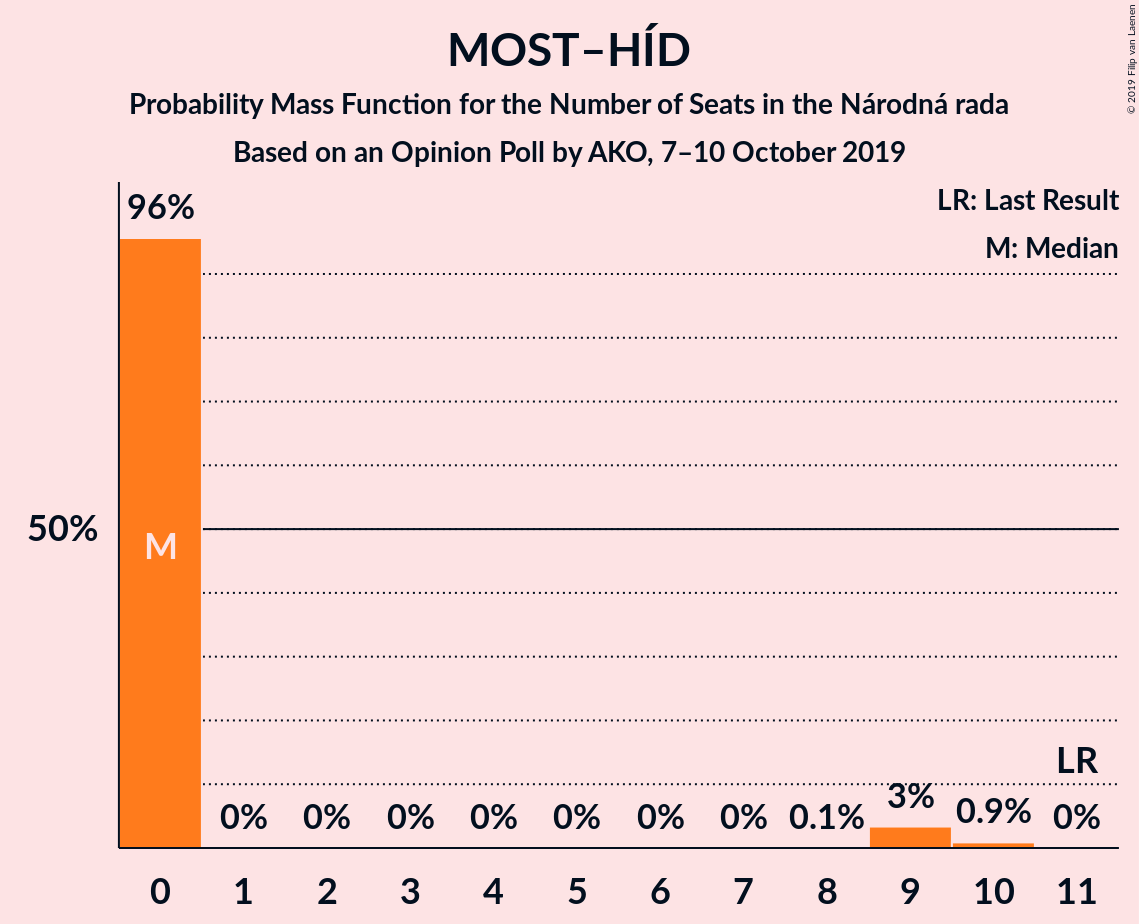 MOST–HÍD
Probability Mass Function for the Number of Seats in the Národná rada
Based on an Opinion Poll by AKO, 7–10 October 2019
© 2019 Filip van Laenen
LR: Last Result
M: Median
96%
50%
M
LR
0% 0% 0% 0% 0% 0% 0% 0.1% 3% 0.9% 0%
0 1 2 3 4 5 6 7 8 9 10 11